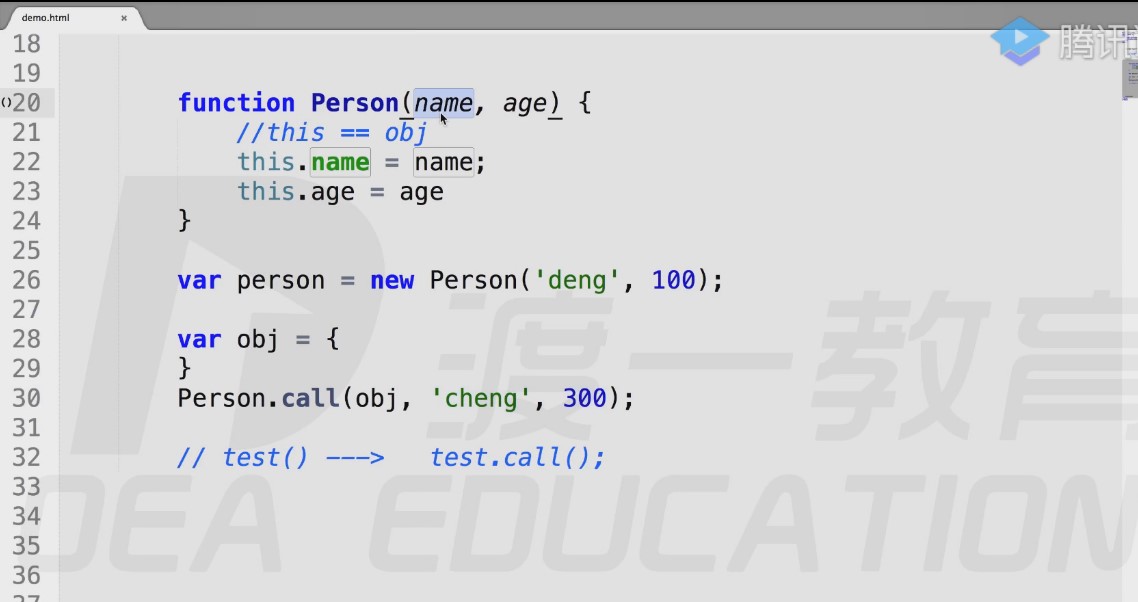 demo.html ×
腾讯
18
19
20 function Person(name, age) {
21 //this == obj
22 this.name = name;
23 this.age = age
24 }
25
26 var person = new Person('deng', 100);
27
28 var obj = {
29 }
30 Person.call(obj, 'cheng', 300);
31
32 // test() ---> test.call();
33
34
35
36
37
渡一教育
DEA EDUCATION